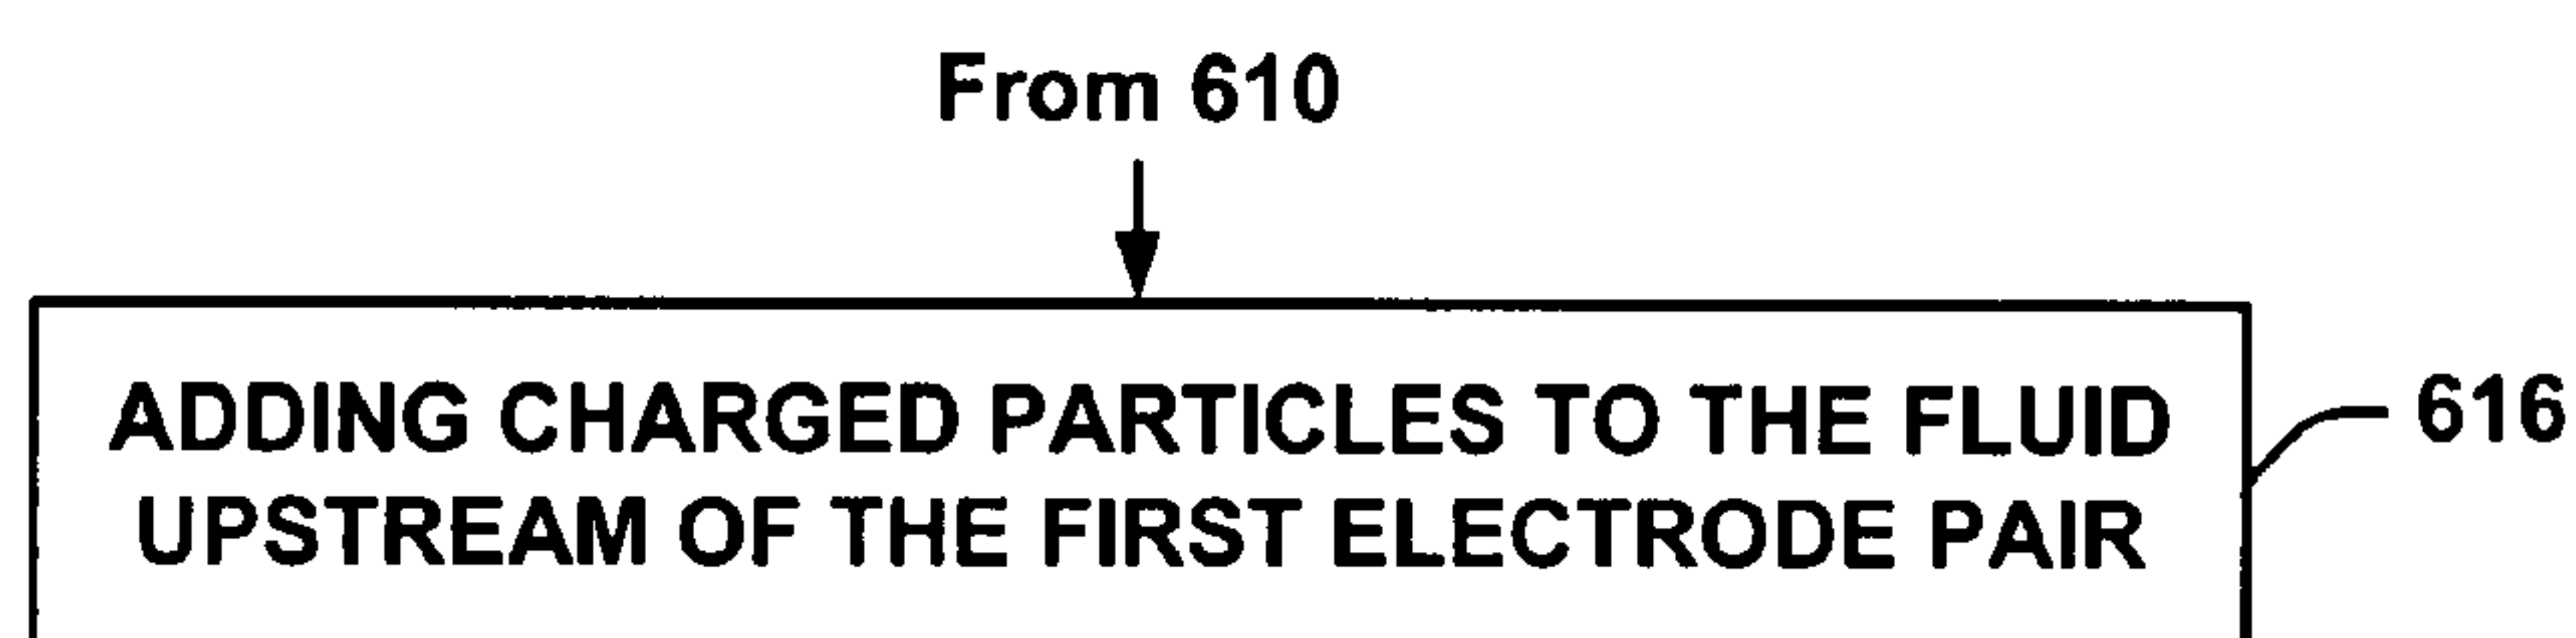 From 610
ADDING CHARGED PARTICLES TO THE FLUID
616
UPSTREAM OF THE FIRST ELECTRODE PAIR